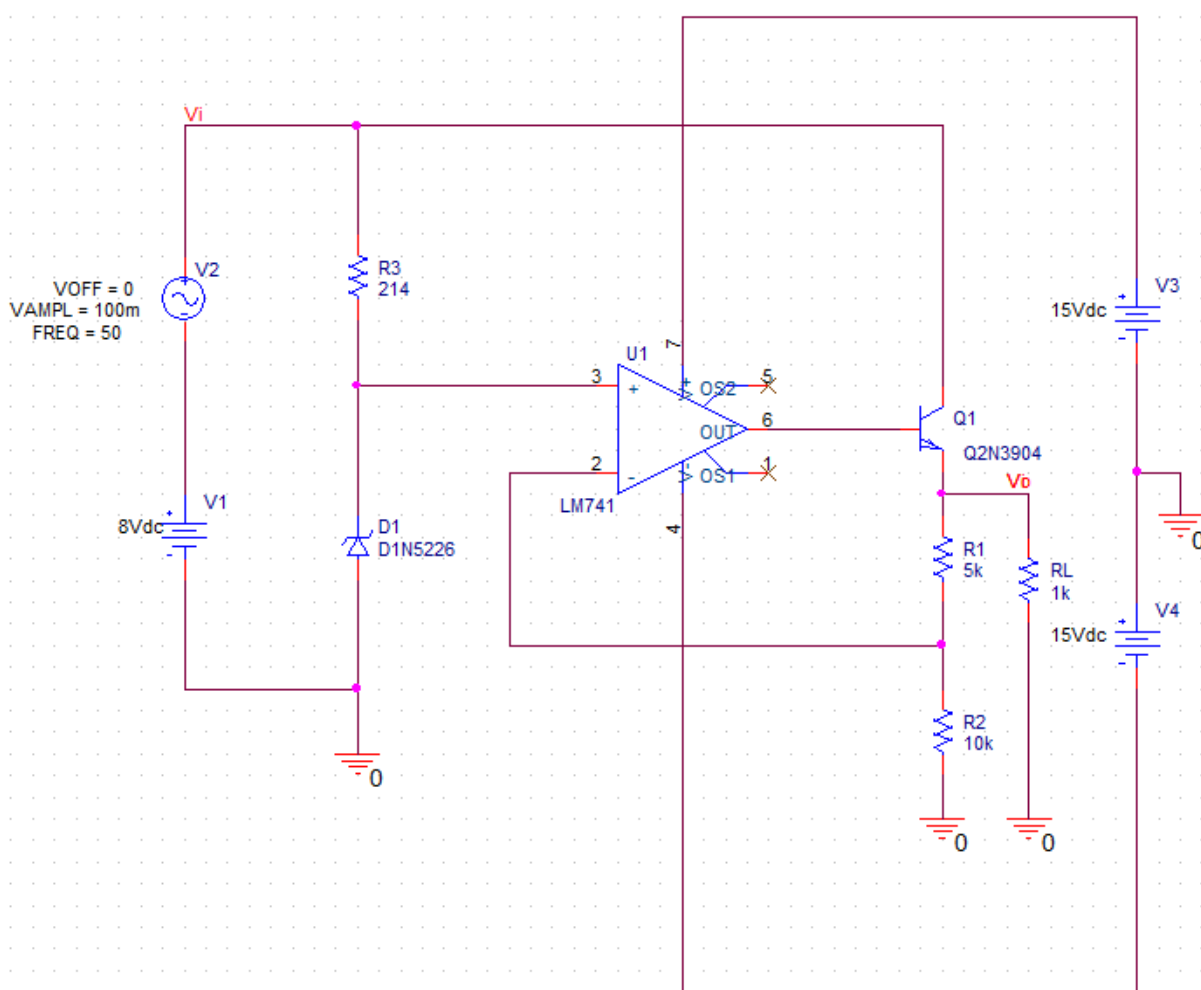 Vi
V2
VOFF = 0
VAMPL = 100m
FREQ = 50
R3
214
V3
15Vdc
U1
7
3
+
V+
OS2
5
OUT
6
Q1
Q2N3904
2
-
V-
OS1
1
LM741
4
Vo
V1
8Vdc
D1
D1N5226
R1
5k
RL
1k
0
V4
15Vdc
R2
10k
0
0
0